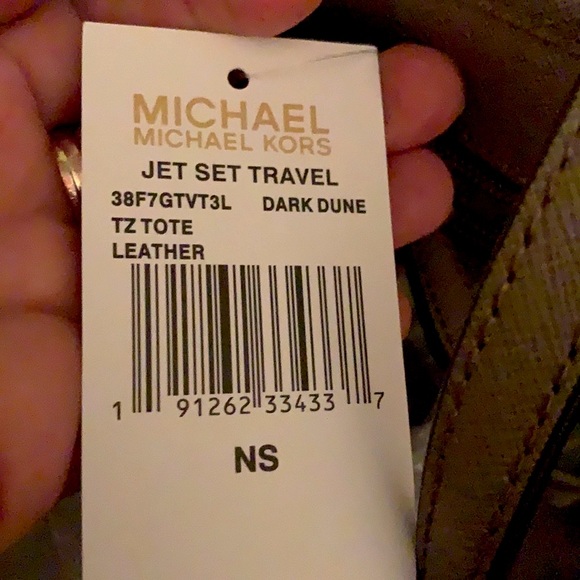 MICHAEL
MICHAEL KORS
JET SET TRAVEL
38F7GTVT3L DARK DUNE
TZ TOTE
LEATHER
1 91262 33433 7
NS